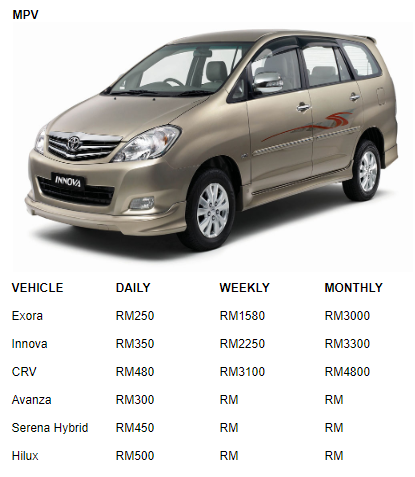 MPV
INNOVA
VEHICLE DAILY WEEKLY MONTHLY
Exora RM250 RM1580 RM3000
Innova RM350 RM2250 RM3300
CRV RM480 RM3100 RM4800
Avanza RM300 RM RM
Serena Hybrid RM450 RM RM
Hilux RM500 RM RM